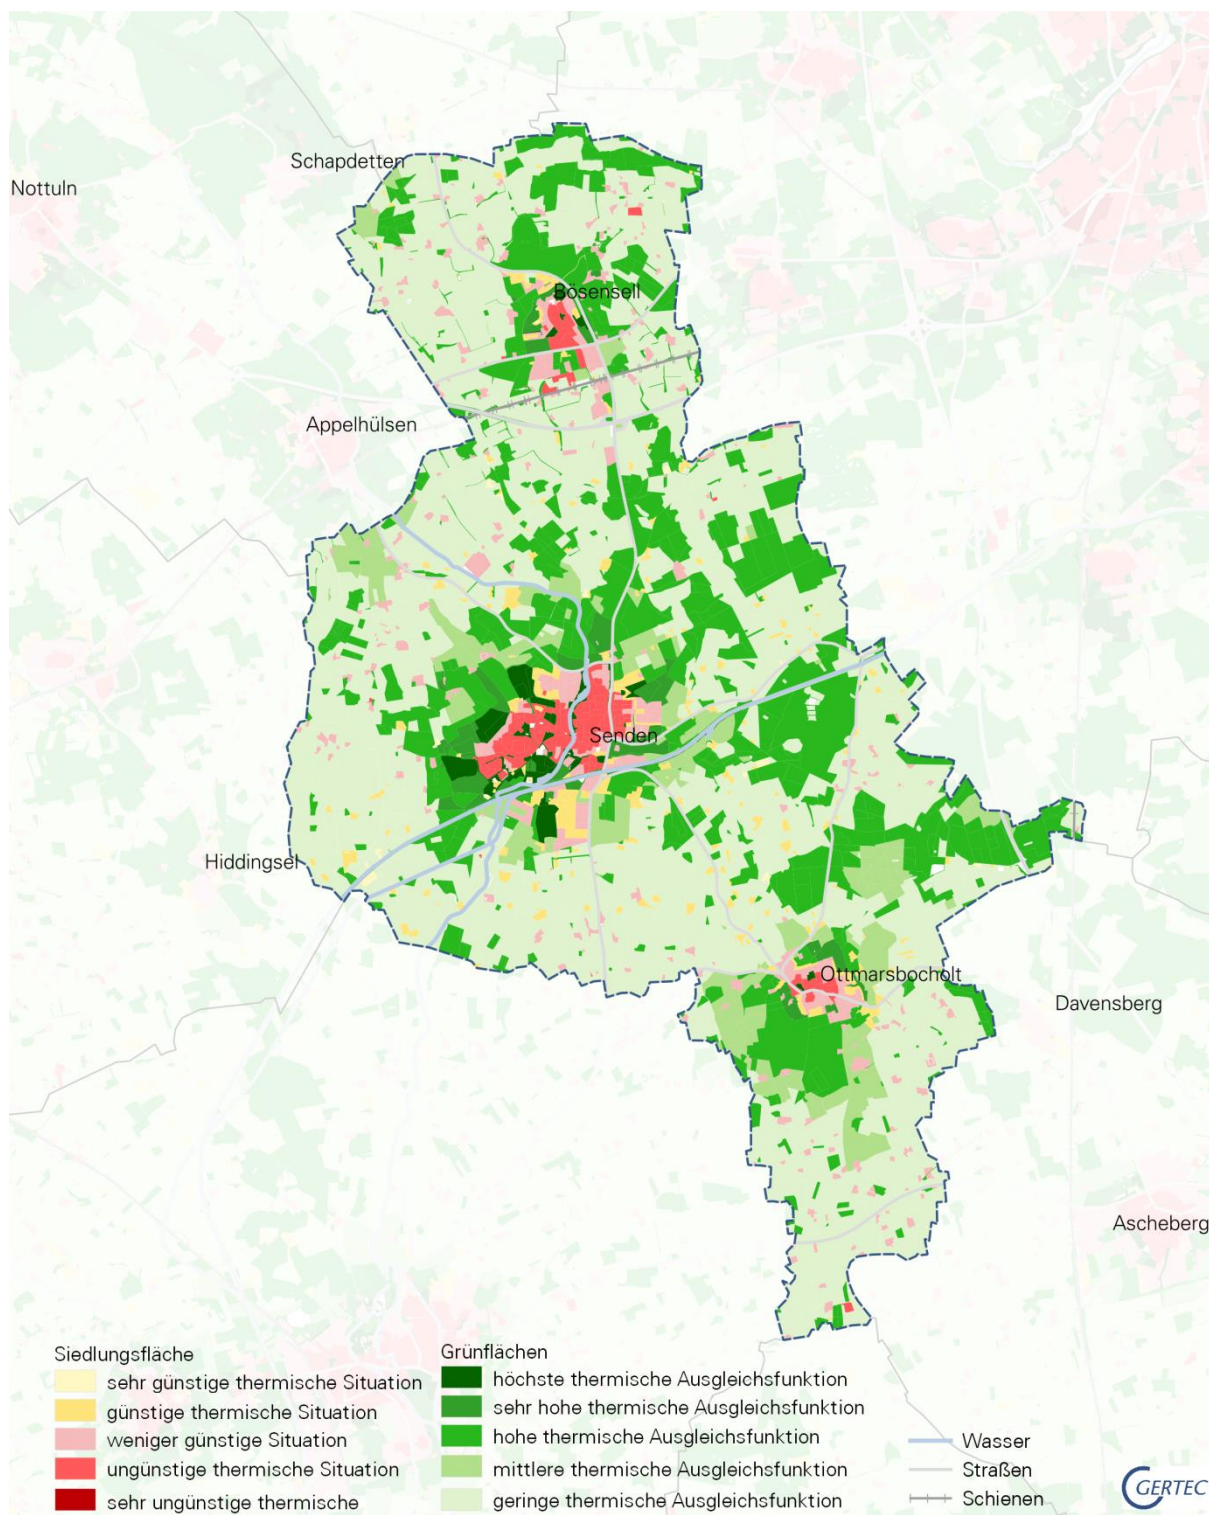 Schapdetten
Nottuln
Bösensell
Appelhülsen
Senden
Hiddingsel
Ottmarsbocholt
Davensberg
Ascheberg
Siedlungsfläche
sehr günstige thermische Situation
günstige thermische Situation
weniger günstige Situation
ungünstige thermische Situation
sehr ungünstige thermische
Grünflächen
höchste thermische Ausgleichsfunktion
sehr hohe thermische Ausgleichsfunktion
hohe thermische Ausgleichsfunktion
mittlere thermische Ausgleichsfunktion
geringe thermische Ausgleichsfunktion
Wasser
Straßen
Schienen
GERTEC